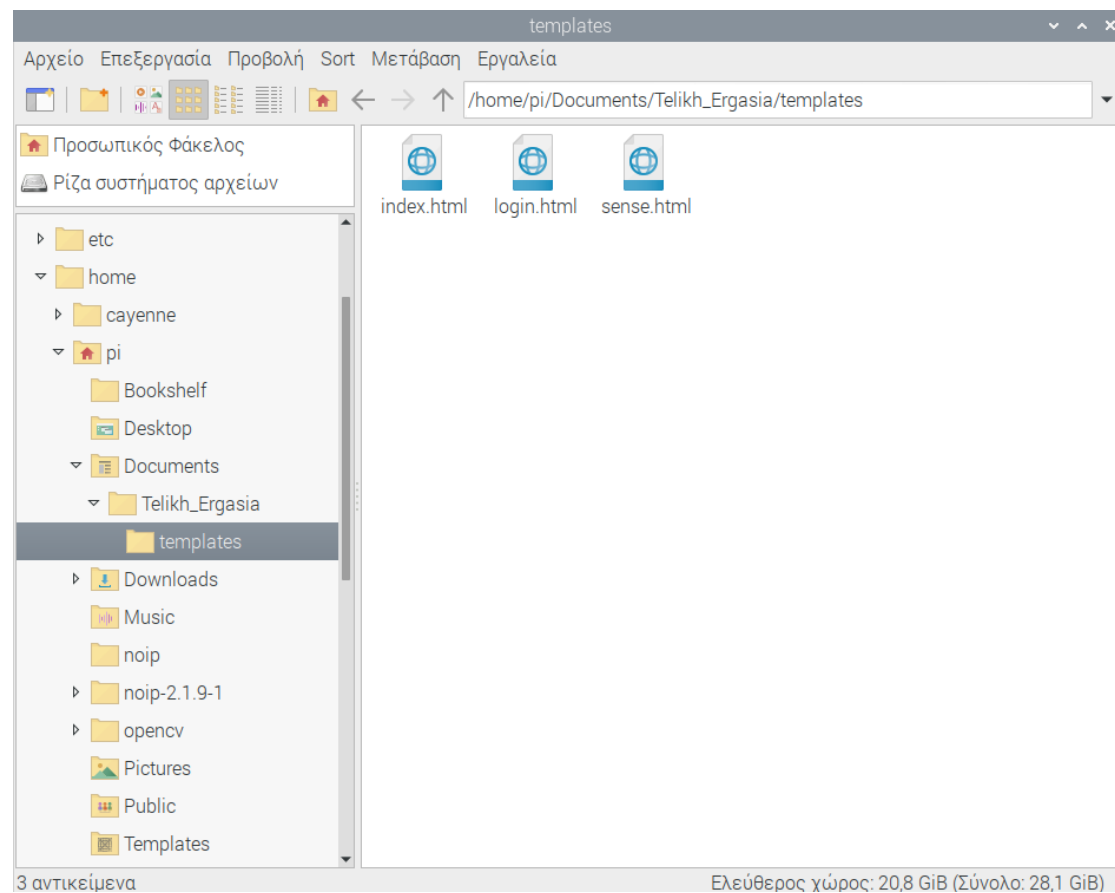 templates
Αρχείο Επεξεργασία Προβολή Sort Μετάβαση Εργαλεία
/home/pi/Documents/Telikh_Ergasia/templates
Προσωπικός Φάκελος
Ρίζα συστήματος αρχείων
etc
home
cayenne
pi
Bookshelf
Desktop
Documents
Telikh_Ergasia
templates
Downloads
Music
noip
noip-2.1.9-1
opencv
Pictures
Public
Templates
index.html login.html sense.html
3 αντικείμενα
Ελεύθερος χώρος: 20,8 GiB (Σύνολο: 28,1 GiB)